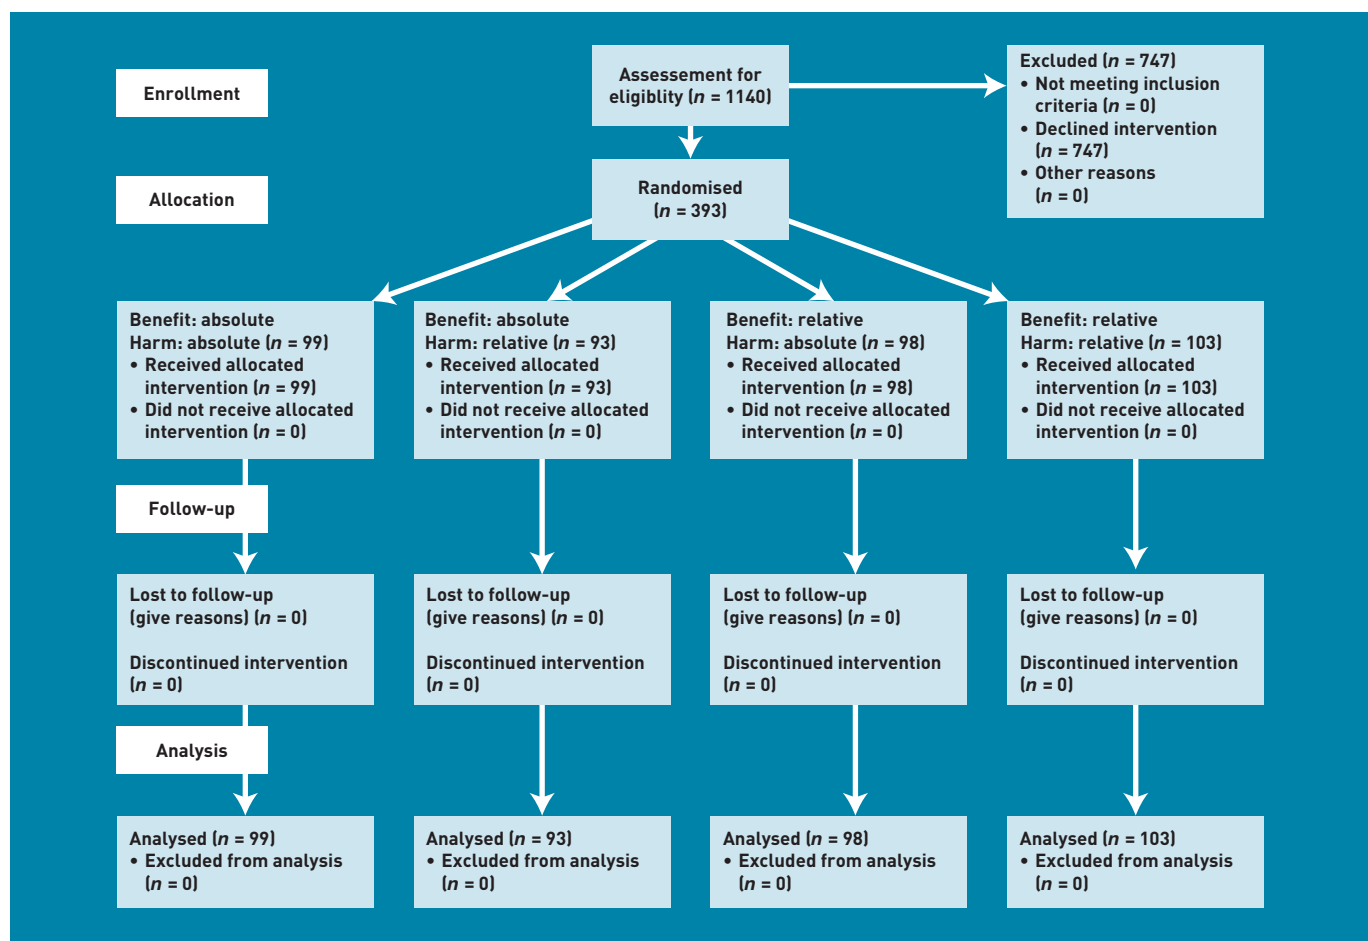 Enrollment
Assessement for
eligiblity (n = 1140)
Excluded (n = 747)
• Not meeting inclusion
criteria (n = 0)
• Declined intervention
(n = 747)
• Other reasons
(n = 0)
Allocation
Randomised
(n = 393)
Benefit: absolute
Harm: absolute (n = 99)
• Received allocated
intervention (n = 99)
• Did not receive allocated
intervention (n = 0)
Benefit: absolute
Harm: relative (n = 93)
• Received allocated
intervention (n = 93)
• Did not receive allocated
intervention (n = 0)
Benefit: relative
Harm: absolute (n = 98)
• Received allocated
intervention (n = 98)
• Did not receive allocated
intervention (n = 0)
Benefit: relative
Harm: relative (n = 103)
• Received allocated
intervention (n = 103)
• Did not receive allocated
intervention (n = 0)
Follow-up
Lost to follow-up
(give reasons) (n = 0)
Discontinued intervention
(n = 0)
Lost to follow-up
(give reasons) (n = 0)
Discontinued intervention
(n = 0)
Lost to follow-up
(give reasons) (n = 0)
Discontinued intervention
(n = 0)
Lost to follow-up
(give reasons) (n = 0)
Discontinued intervention
(n = 0)
Analysis
Analysed (n = 99)
• Excluded from analysis
(n = 0)
Analysed (n = 93)
• Excluded from analysis
(n = 0)
Analysed (n = 98)
• Excluded from analysis
(n = 0)
Analysed (n = 103)
• Excluded from analysis
(n = 0)